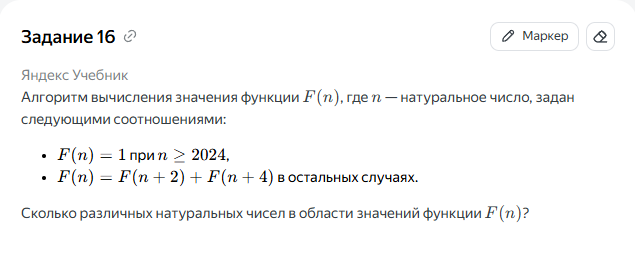 Задание 16
Маркер
Яндекс Учебник
Алгоритм вычисления значения функции F(n), где n — натуральное число, задан
следующими соотношениями:
• F(n) = 1 при n ≥ 2024,
• F(n) = F(n + 2) + F(n + 4) в остальных случаях.
Сколько различных натуральных чисел в области значений функции F(n)?